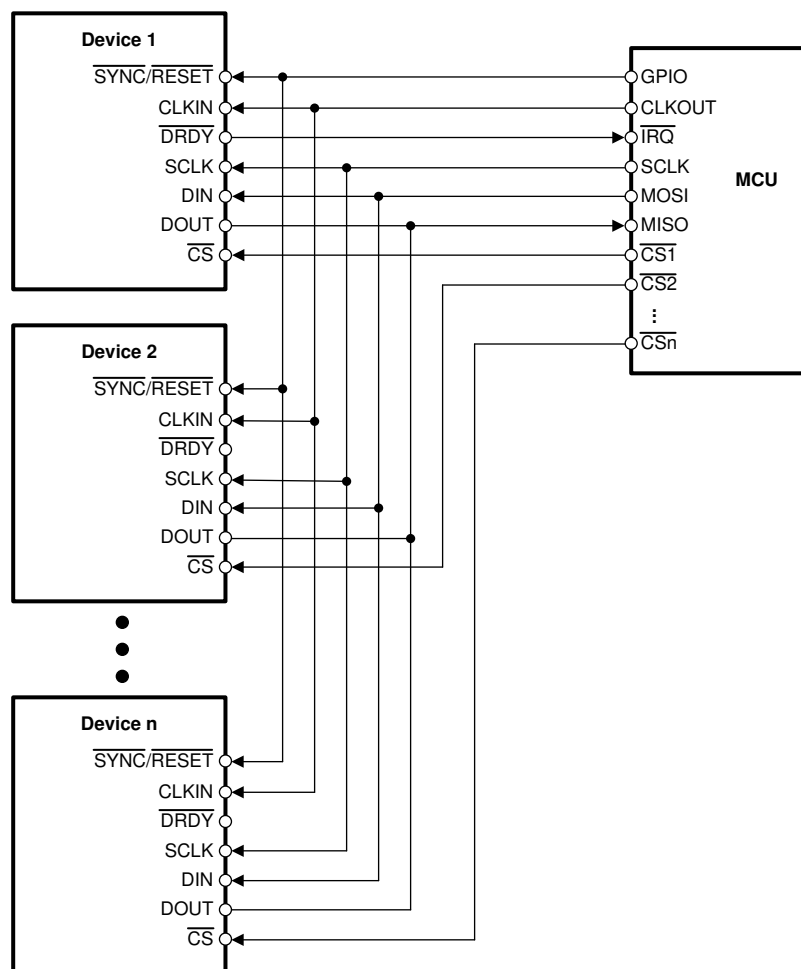 Device 1
SYNC/RESET
CLKIN
DRDY
SCLK
DIN
DOUT
CS
GPIO
CLKOUT
IRQ
SCLK
MOSI
MISO
CS1
CS2
⋮
CSn
MCU
Device 2
SYNC/RESET
CLKIN
DRDY
SCLK
DIN
DOUT
CS
Device n
SYNC/RESET
CLKIN
DRDY
SCLK
DIN
DOUT
CS